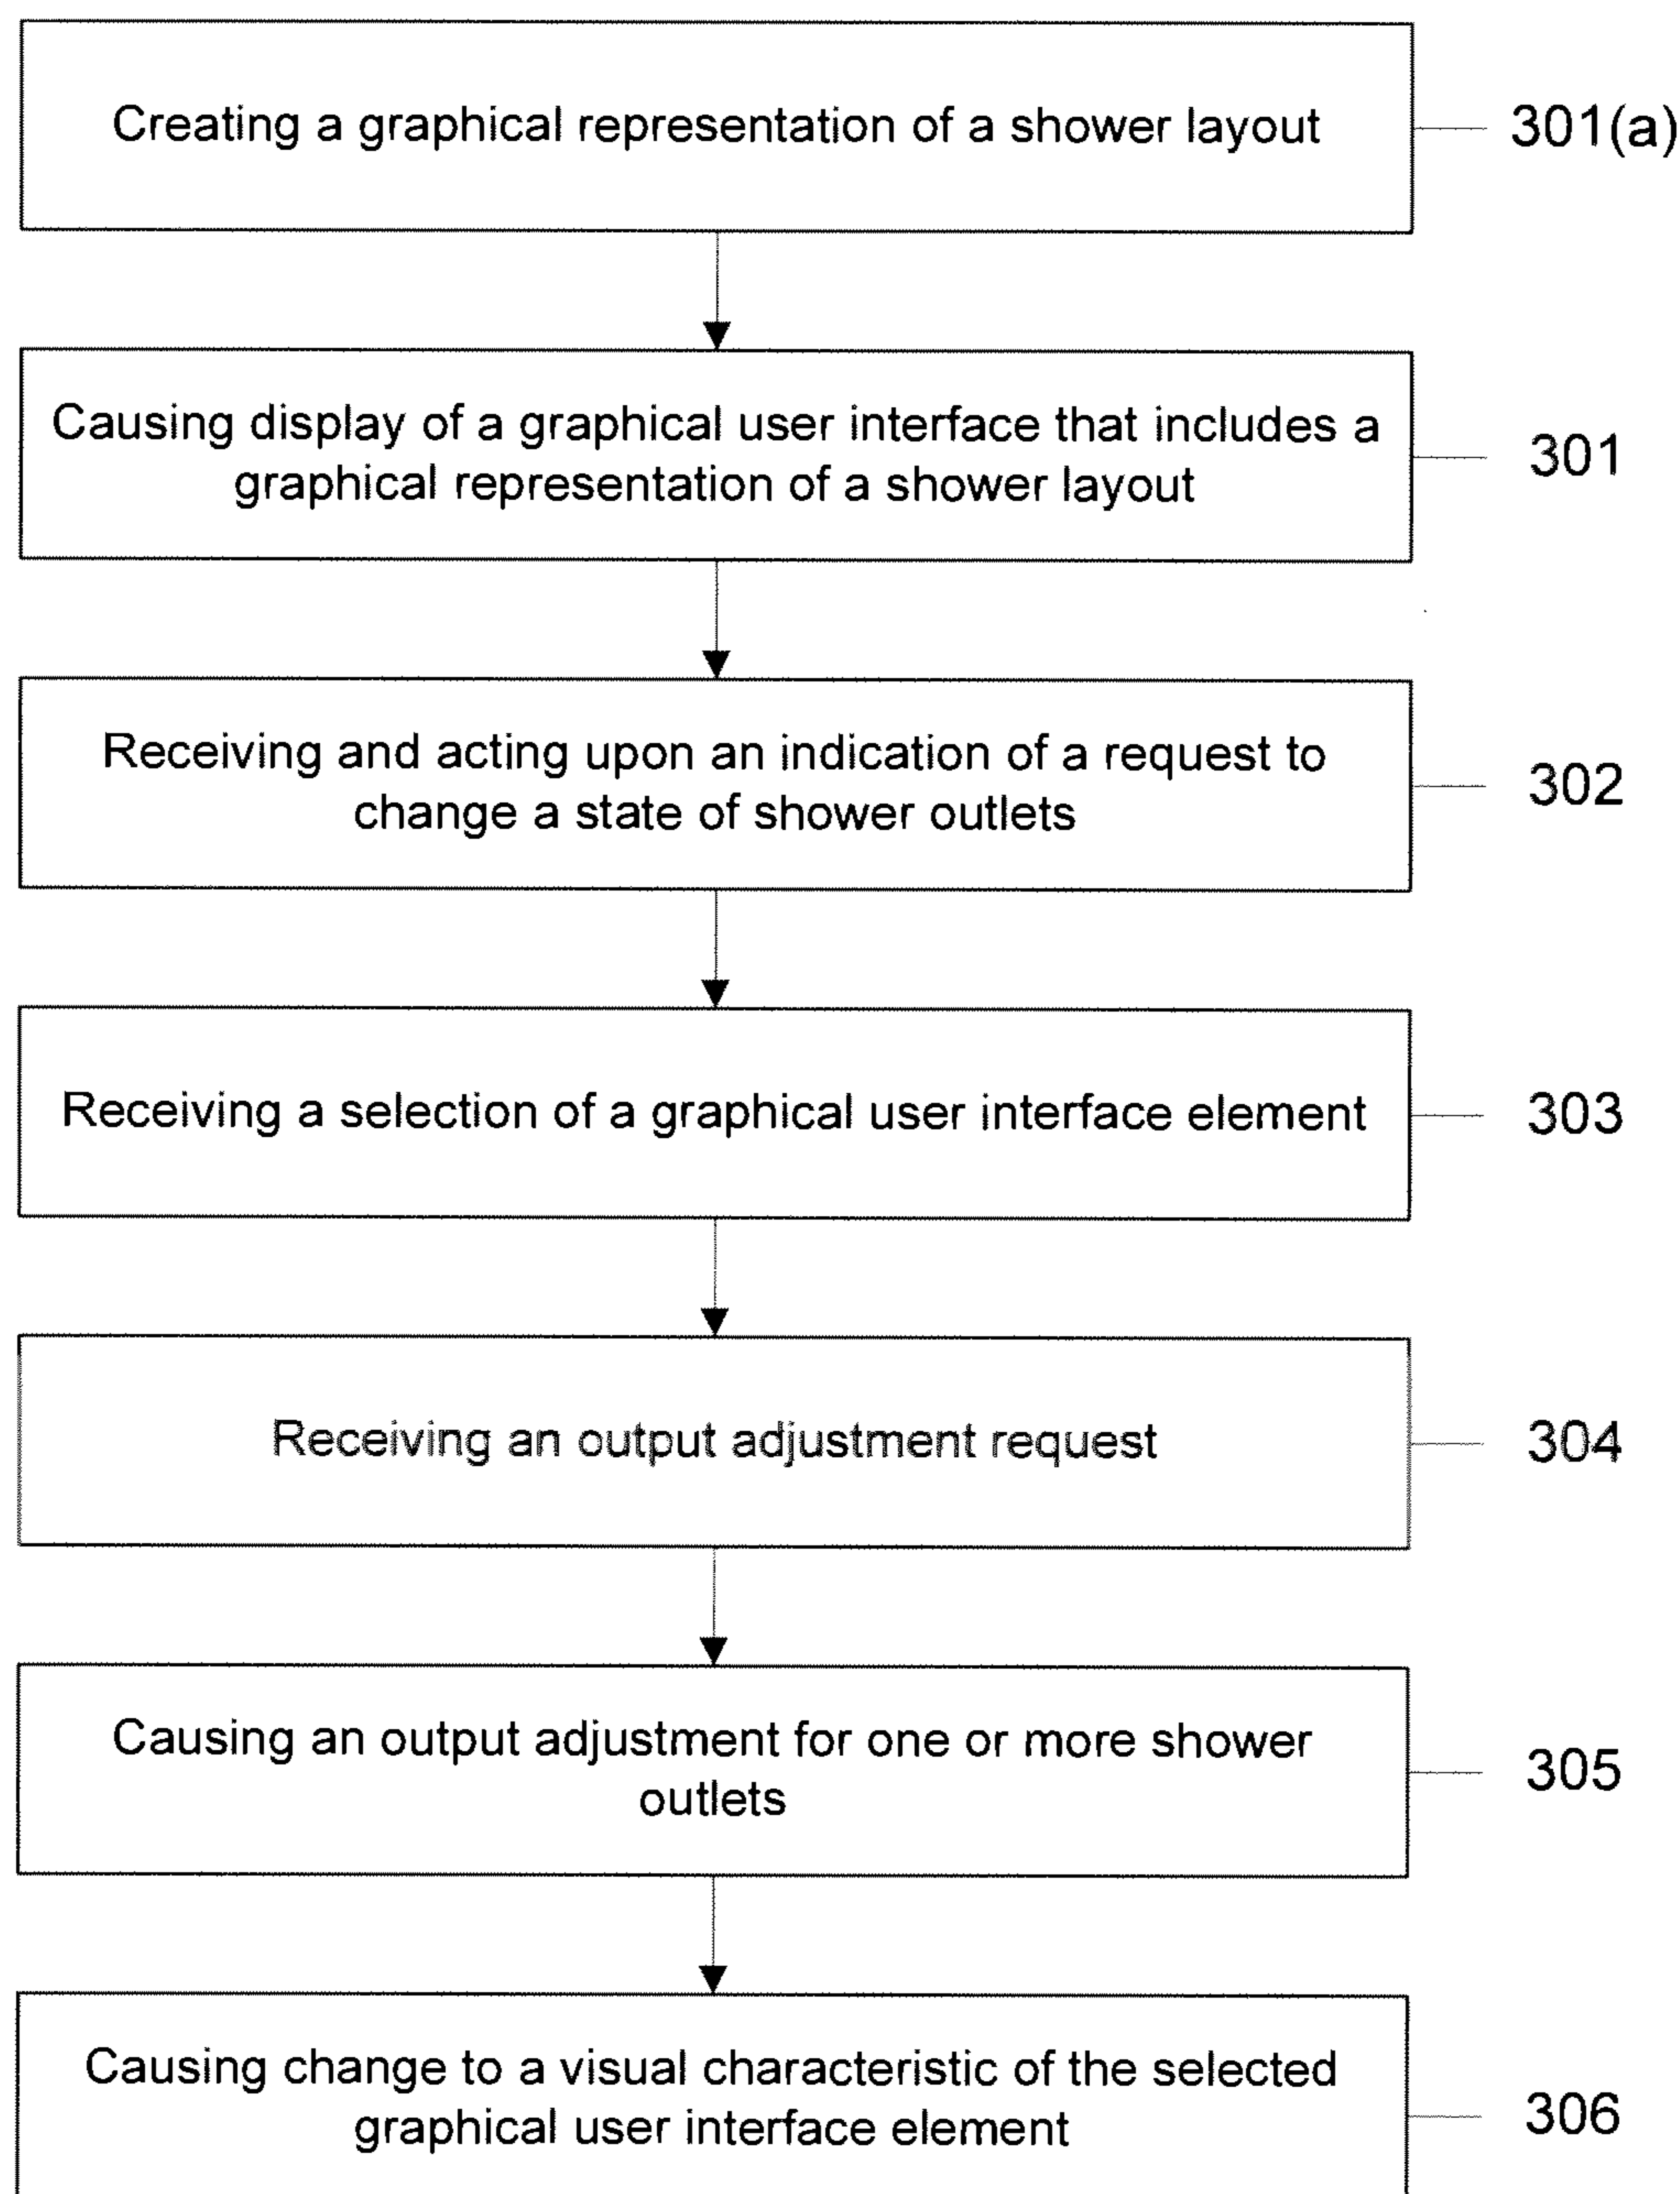 Creating a graphical representation of a shower layout
301(a)
Causing display of a graphical user interface that includes a
graphical representation of a shower layout
301
Receiving and acting upon an indication of a request to
change a state of shower outlets
302
Receiving a selection of a graphical user interface element
303
Receiving an output adjustment request
304
Causing an output adjustment for one or more shower
outlets
305
Causing change to a visual characteristic of the selected
graphical user interface element
306